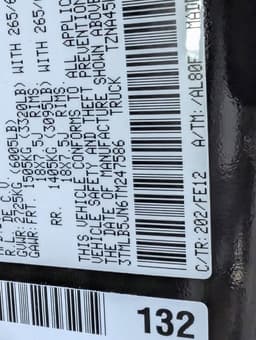 R.L. DE C.V.
GVWR: 2725KG (6005LB)
GAWR: FRT. 1505KG (3320LB) WITH 265/
18X7.5J RIMS
RR. 1405KG (3095LB) WITH 265/
18X7.5J RIMS
THIS VEHICLE CONFORMS TO ALL APPLIC
VEHICLE SAFETY AND THEFT PREVENTION
DATE OF MANUFACTURE SHOWN ABOVE
3TMLB5JN6TM247586 TRUCK TZNA45
C/TR: 202/FE12 A/TM: /AL80F
132